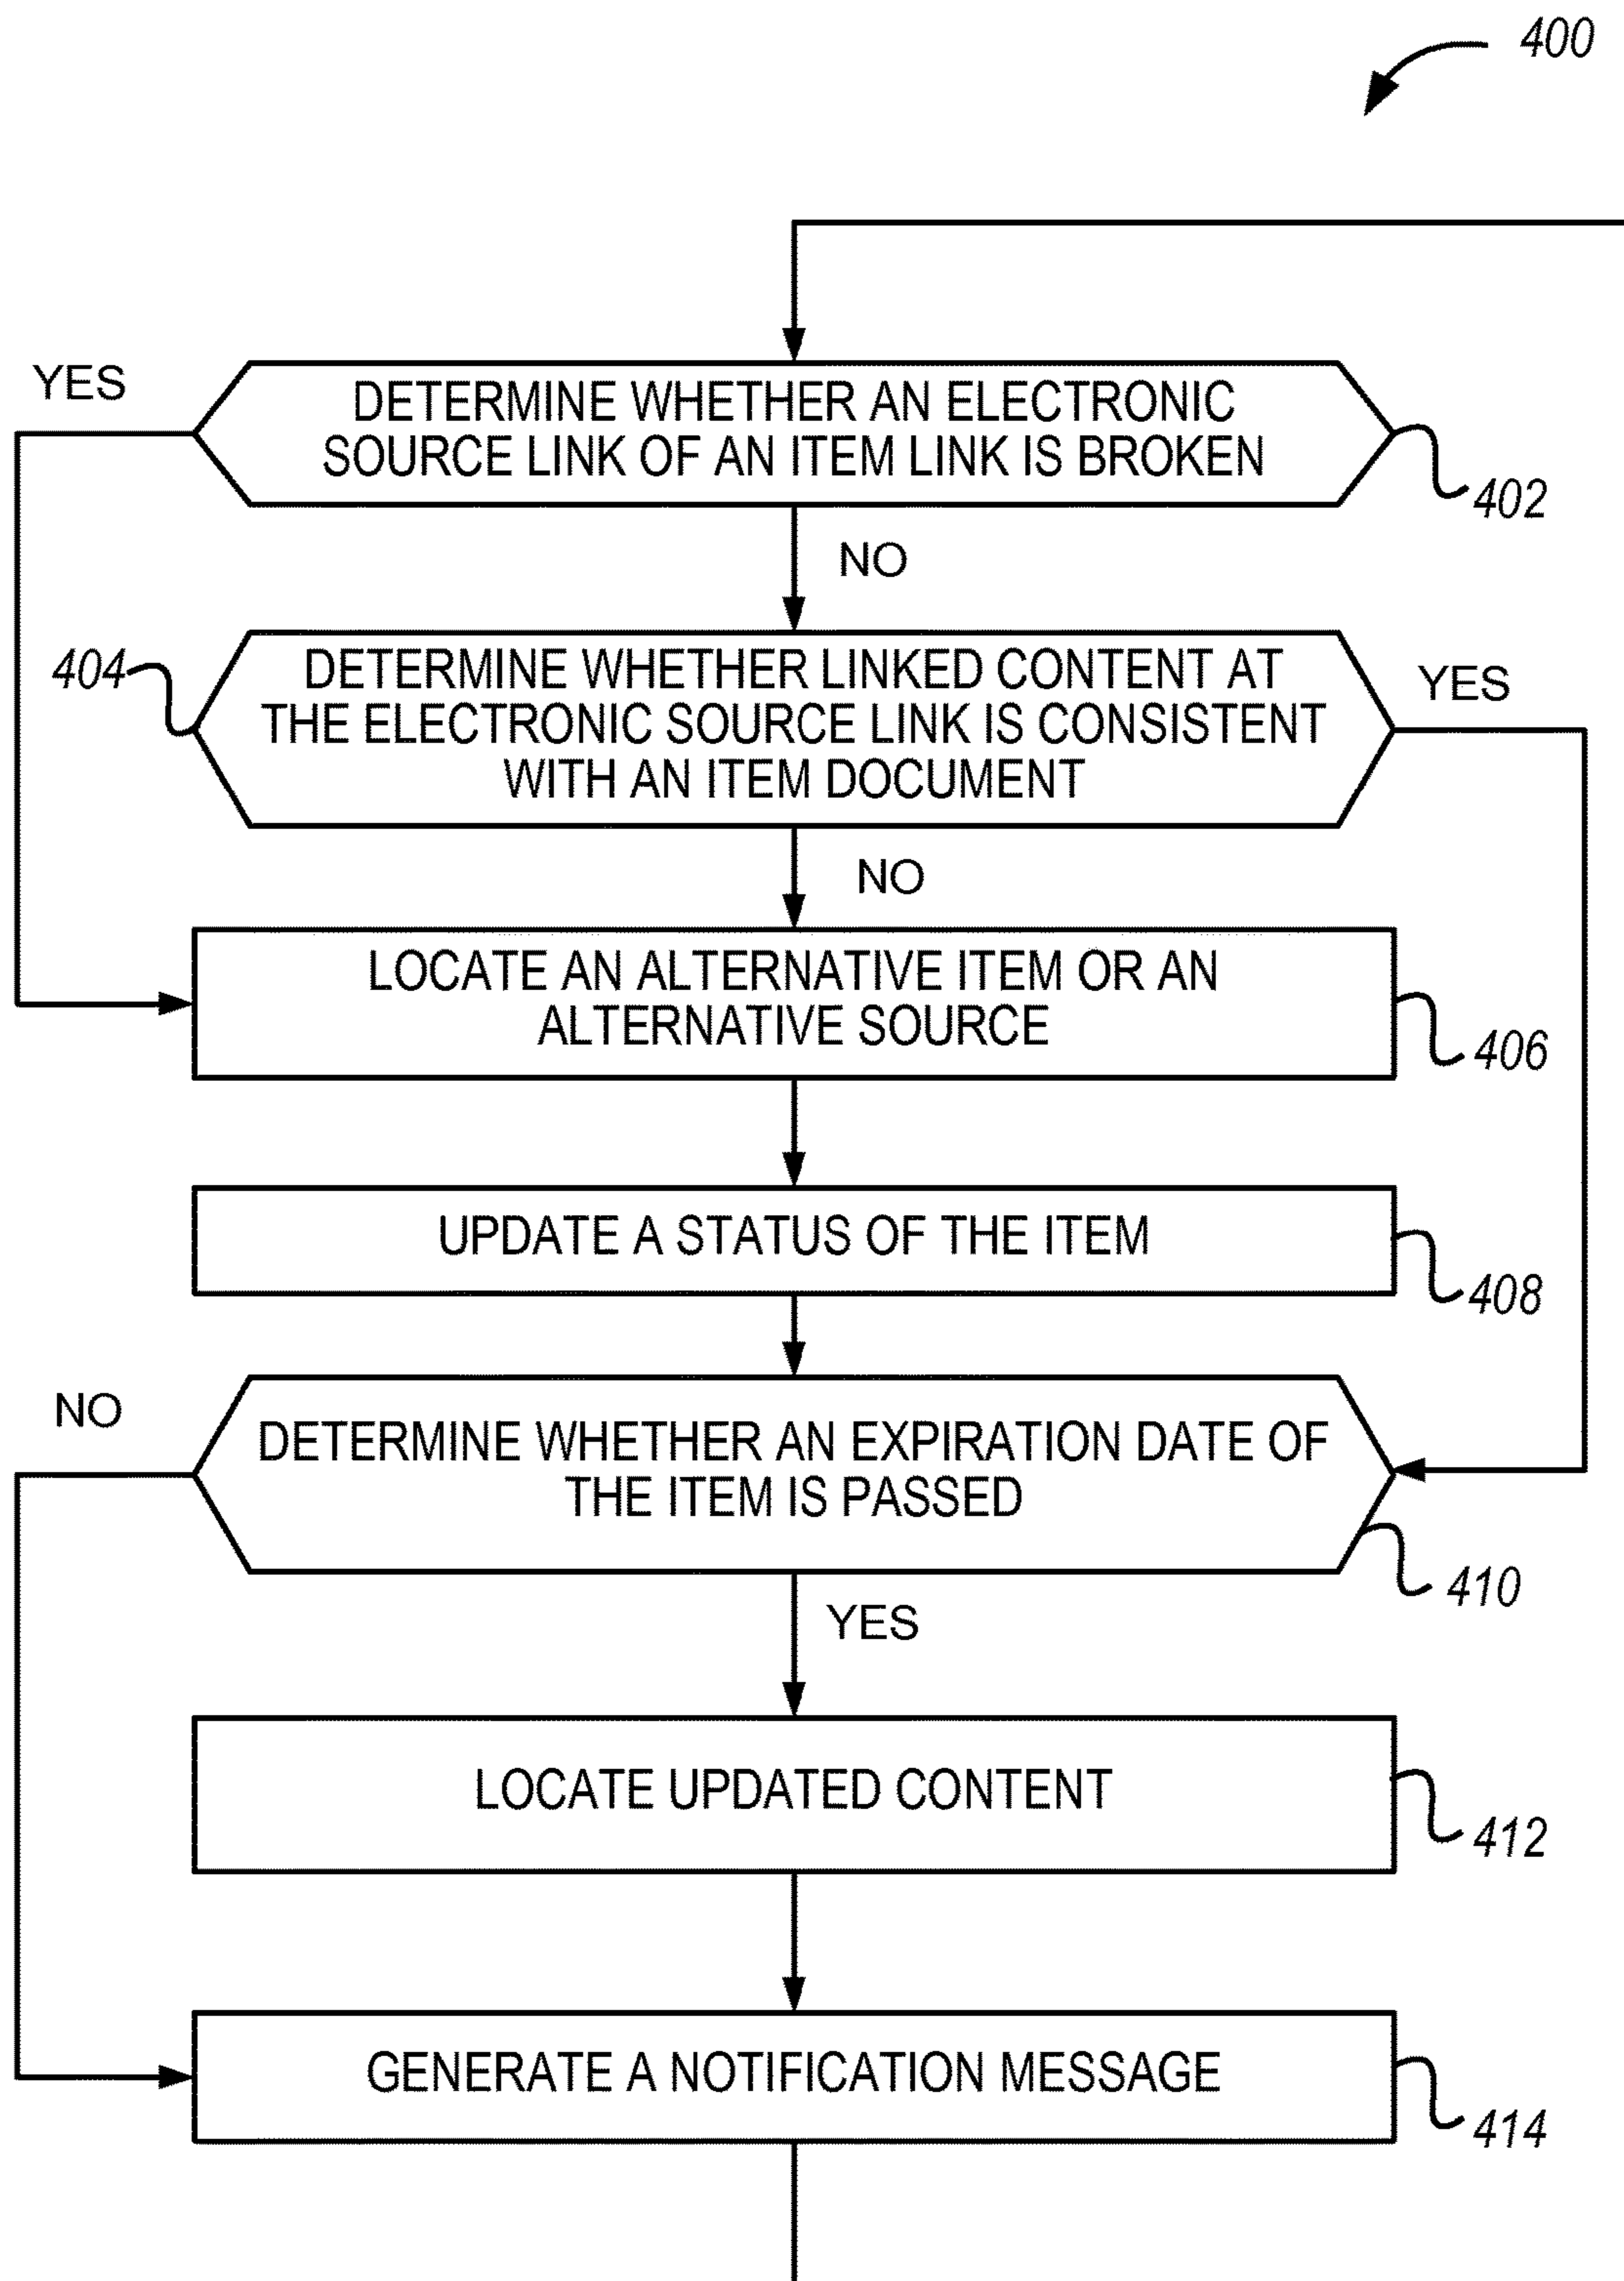 400
YES
DETERMINE WHETHER AN ELECTRONIC
SOURCE LINK OF AN ITEM LINK IS BROKEN
402
NO
404
DETERMINE WHETHER LINKED CONTENT AT
THE ELECTRONIC SOURCE LINK IS CONSISTENT
WITH AN ITEM DOCUMENT
YES
NO
LOCATE AN ALTERNATIVE ITEM OR AN
ALTERNATIVE SOURCE
406
UPDATE A STATUS OF THE ITEM
408
NO
DETERMINE WHETHER AN EXPIRATION DATE OF
THE ITEM IS PASSED
410
YES
LOCATE UPDATED CONTENT
412
GENERATE A NOTIFICATION MESSAGE
414